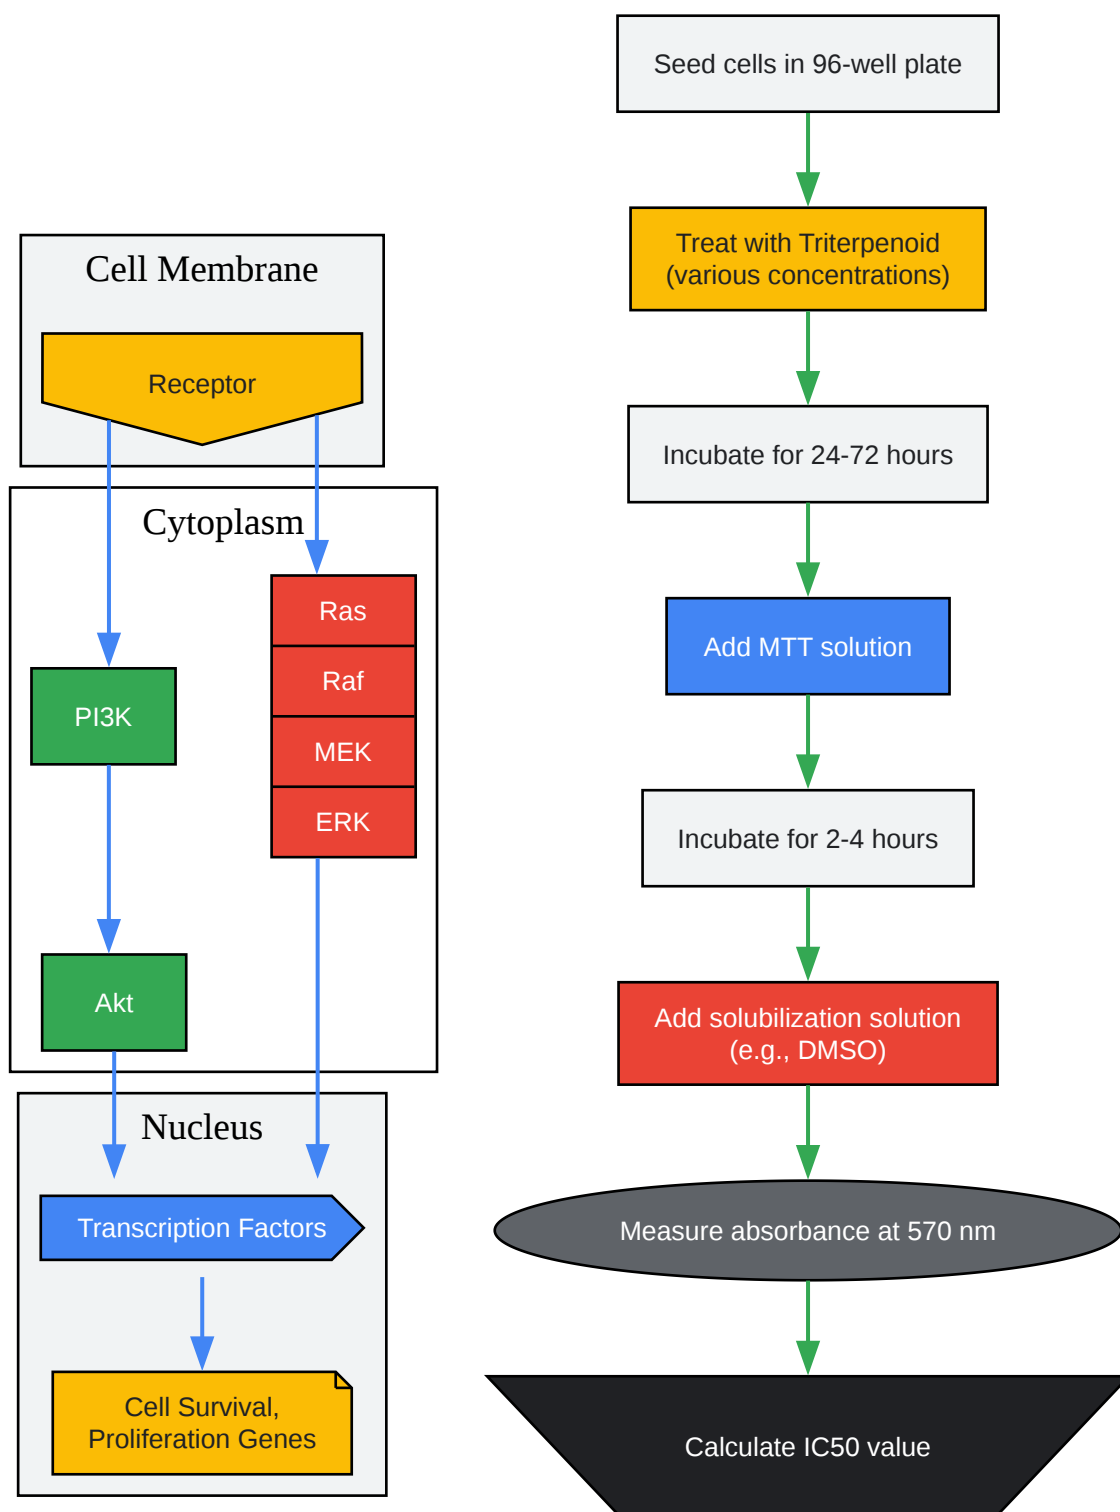 Cell Membrane
Receptor
Cytoplasm
Ras
Raf
MEK
ERK
PI3K
Akt
Nucleus
Transcription Factors
Cell Survival,
Proliferation Genes
Seed cells in 96-well plate
Treat with Triterpenoid
(various concentrations)
Incubate for 24-72 hours
Add MTT solution
Incubate for 2-4 hours
Add solubilization solution
(e.g., DMSO)
Measure absorbance at 570 nm
Calculate IC50 value